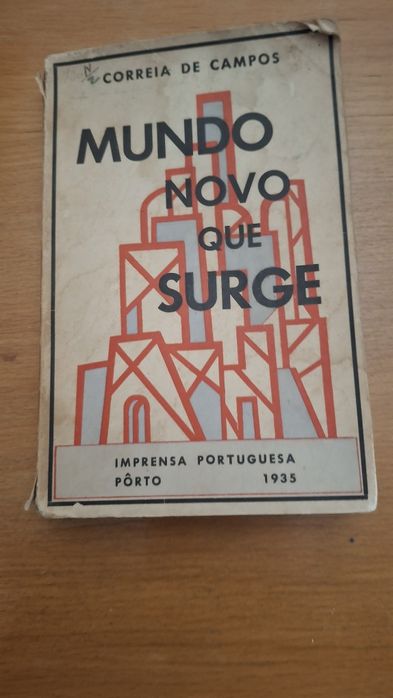 CORREIA DE CAMPOS
MUNDO
NOVO
QUE
SURGE
IMPRENSA PORTUGUESA
PÔRTO 1935